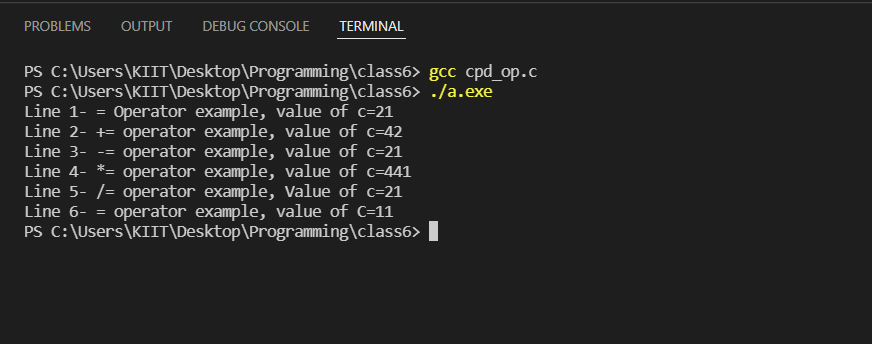 PROBLEMS OUTPUT DEBUG CONSOLE TERMINAL
PS C:\Users\KIIT\Desktop\Programming\class6> gcc cpd_op.c
PS C:\Users\KIIT\Desktop\Programming\class6> ./a.exe
Line 1- = Operator example, value of c=21
Line 2- += operator example, value of c=42
Line 3- -= operator example, value of c=21
Line 4- *= operator example, value of c=441
Line 5- /= operator example, Value of c=21
Line 6- = operator example, value of C=11
PS C:\Users\KIIT\Desktop\Programming\class6>